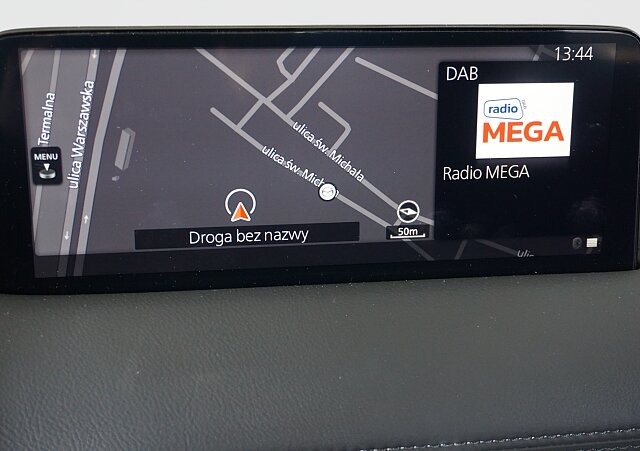 13:44
DAB
radio
MEGA
Radio MEGA
Termalna
ulica Warszawska
MENU
ulica św. Michała
ulica św. Mich
Droga bez nazwy
50m